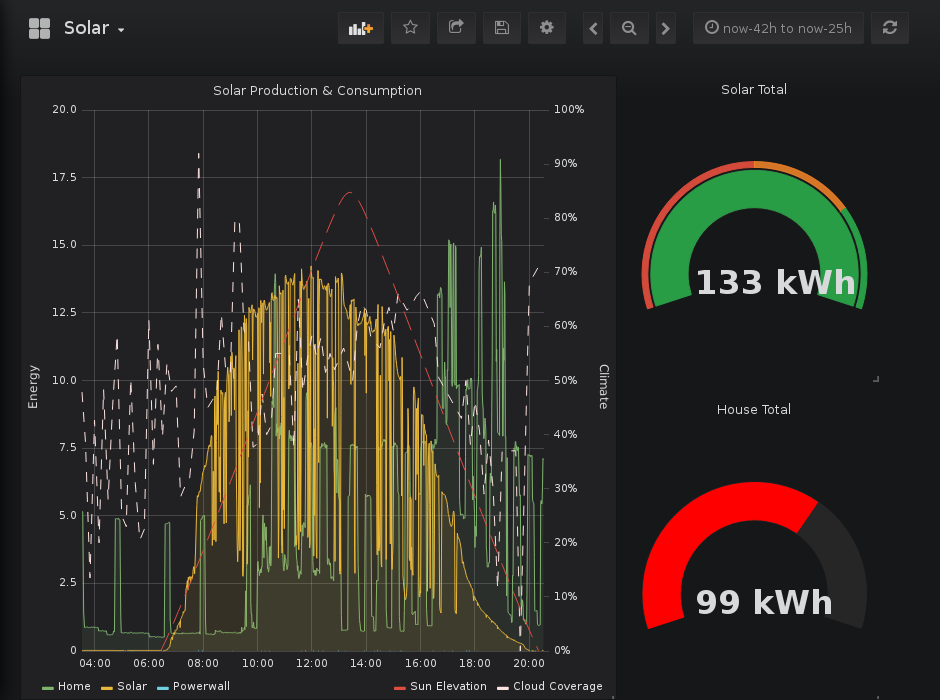 Solar
now-42h to now-25h
Solar Production & Consumption
20.0
17.5
15.0
12.5
10.0
7.5
5.0
2.5
0
Energy
100%
90%
80%
70%
60%
50%
40%
30%
20%
10%
0%
Climate
04:00 06:00 08:00 10:00 12:00 14:00 16:00 18:00 20:00
Home Solar Powerwall Sun Elevation Cloud Coverage
Solar Total
133 kWh
House Total
99 kWh